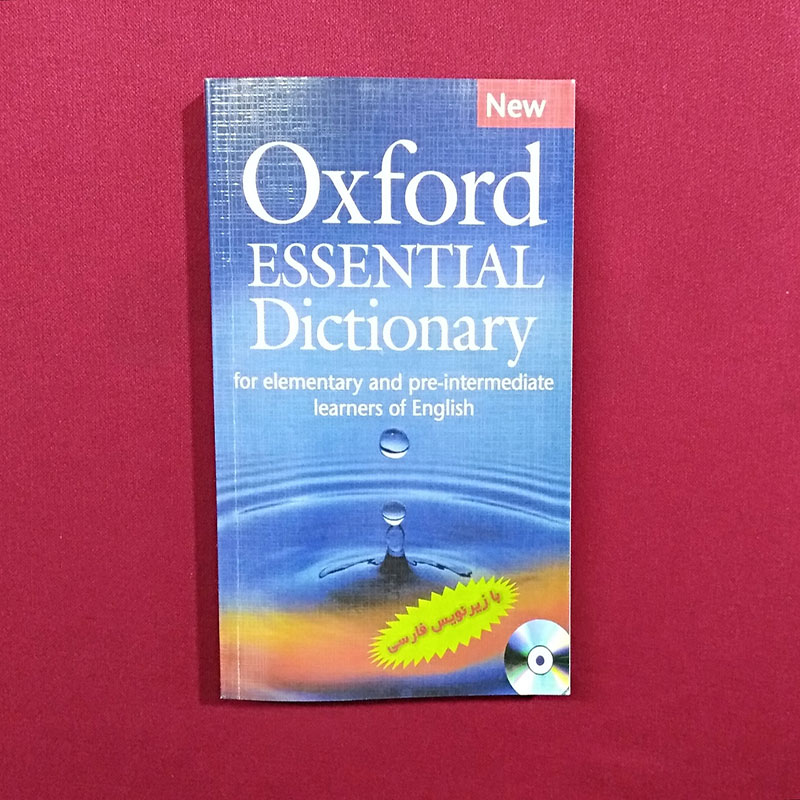 New
Oxford
ESSENTIAL
Dictionary
for elementary and pre-intermediate
learners of English
با زیرنویس فارسی